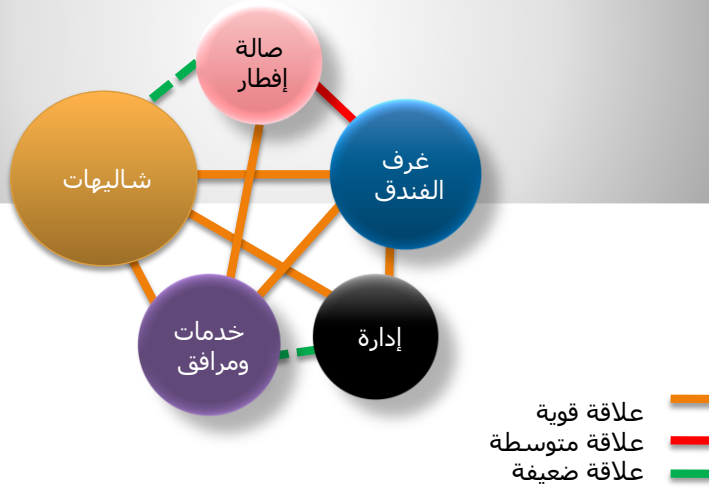 صالة
إفطار
غرف
الفندق
شاليهات
خدمات
ومرافق
إدارة
علاقة قوية
علاقة متوسطة
علاقة ضعيفة